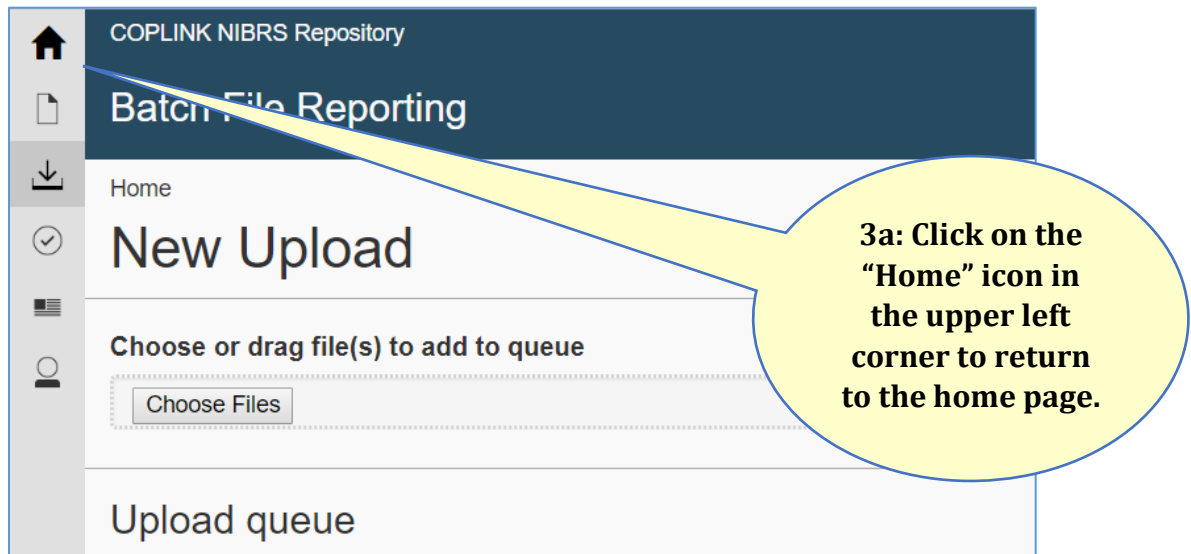 COPLINK NIBRS Repository
Batch File Reporting
Home
New Upload
Choose or drag file(s) to add to queue
Choose Files
Upload queue
3a: Click on the
“Home” icon in
the upper left
corner to return
to the home page.